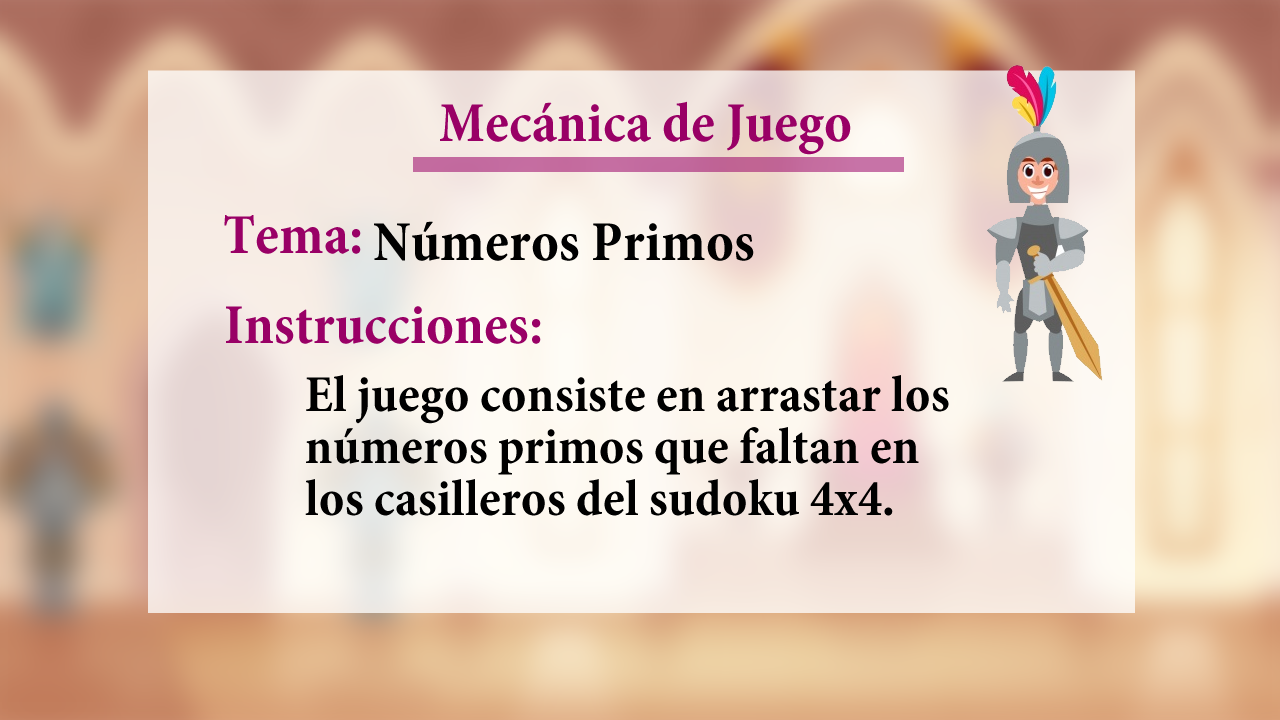 Mecánica de Juego
Tema: Números Primos
Instrucciones:
El juego consiste en arrastar los
números primos que faltan en
los casilleros del sudoku 4x4.